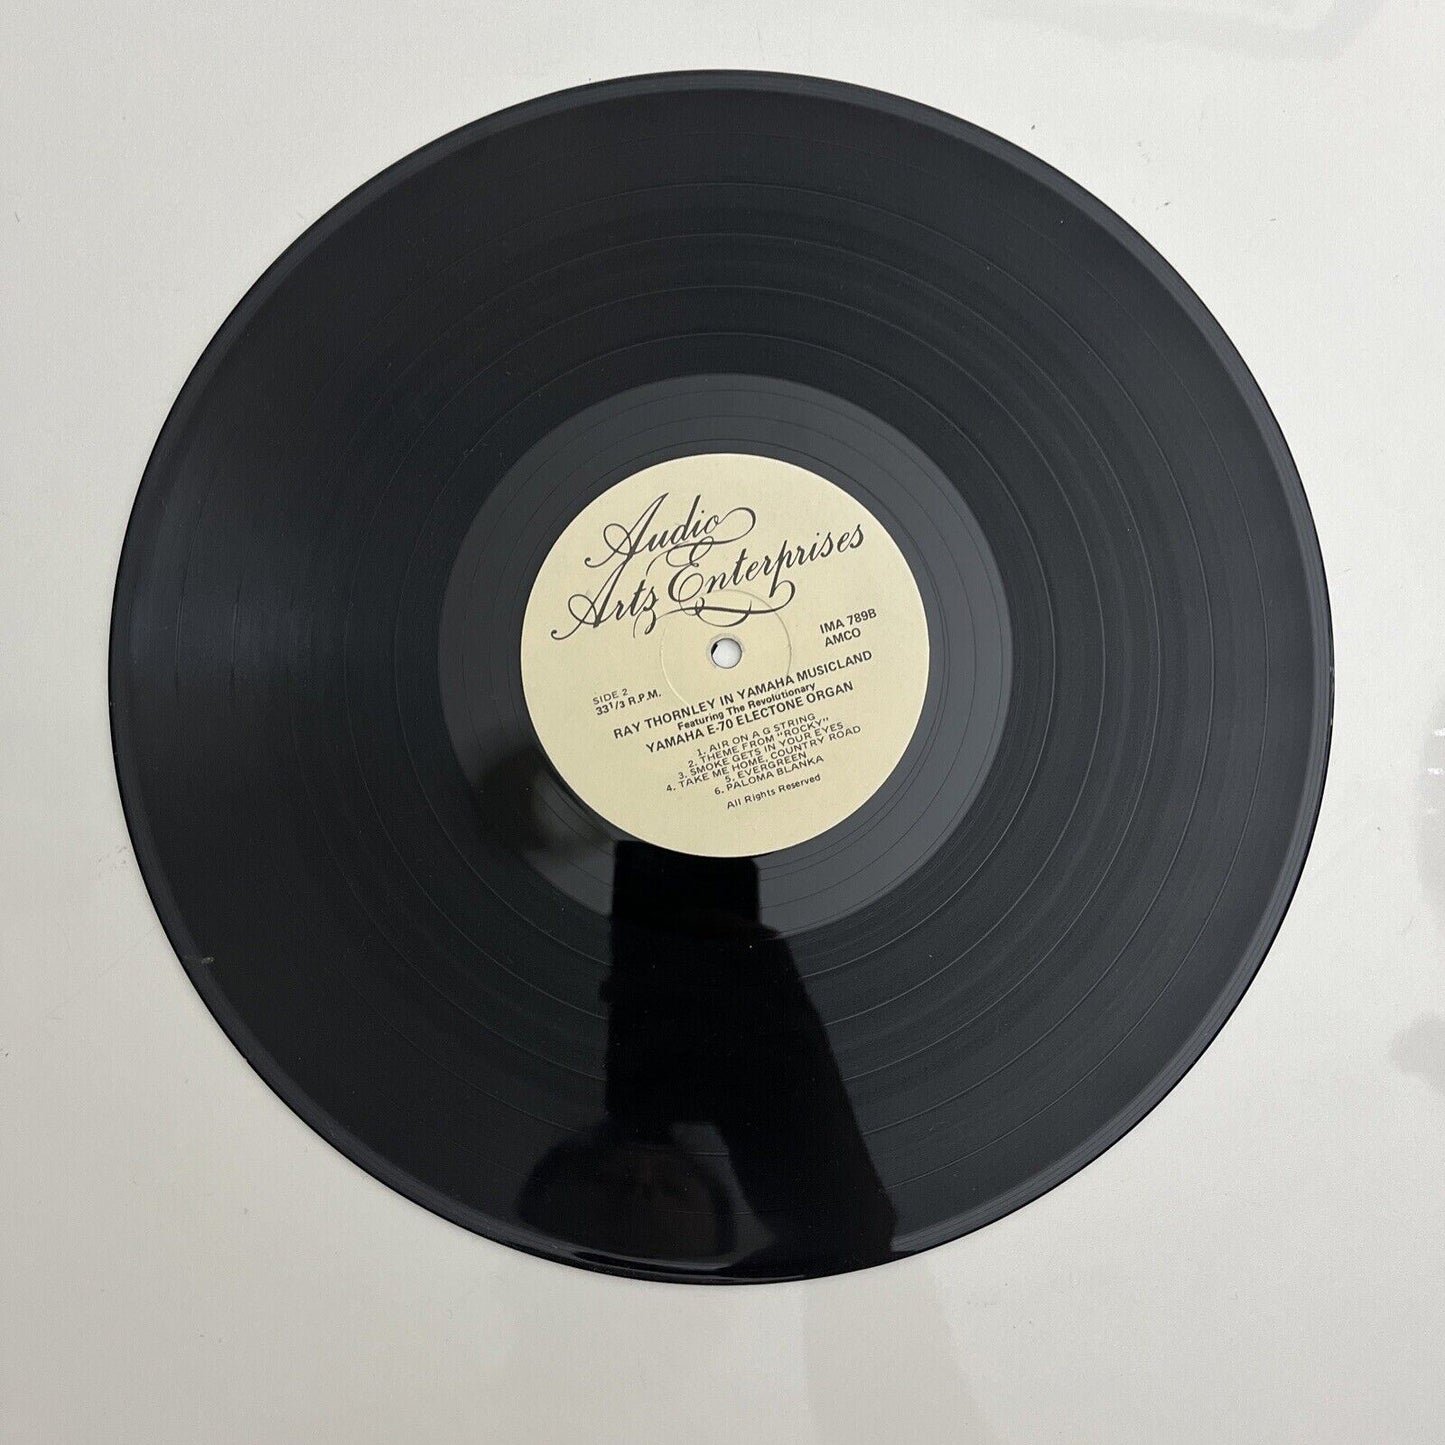 Audio
Arts Enterprises
IMA 789B
AMCO
SIDE 2
33 1/3 R.P.M.
RAY THORNLEY IN YAMAHA MUSICLAND
Featuring The Revolutionary
YAMAHA E-70 ELECTONE ORGAN
1. AIR ON A G STRING
2. THEME FROM "ROCKY"
3. SMOKE GETS IN YOUR EYES
4. TAKE ME HOME, COUNTRY ROAD
5. EVERGREEN
6. PALOMA BLANKA
All Rights Reserved